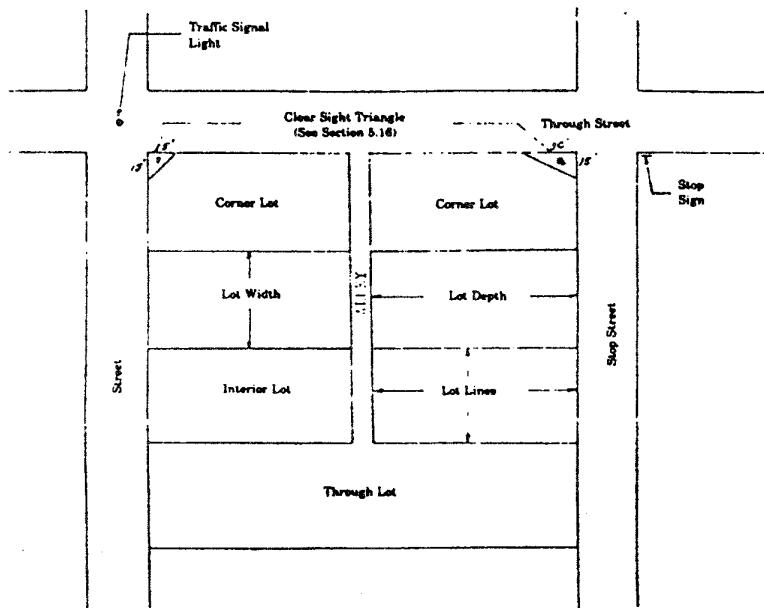 Traffic Signal
Light
Clear Sight Triangle
(See Section 5.16)
Through Street
15'
15'
15'
Stop
Sign
Corner Lot
Corner Lot
Lot Width
ALLEY
Lot Depth
Street
Stop Street
Interior Lot
Lot Lines
Through Lot